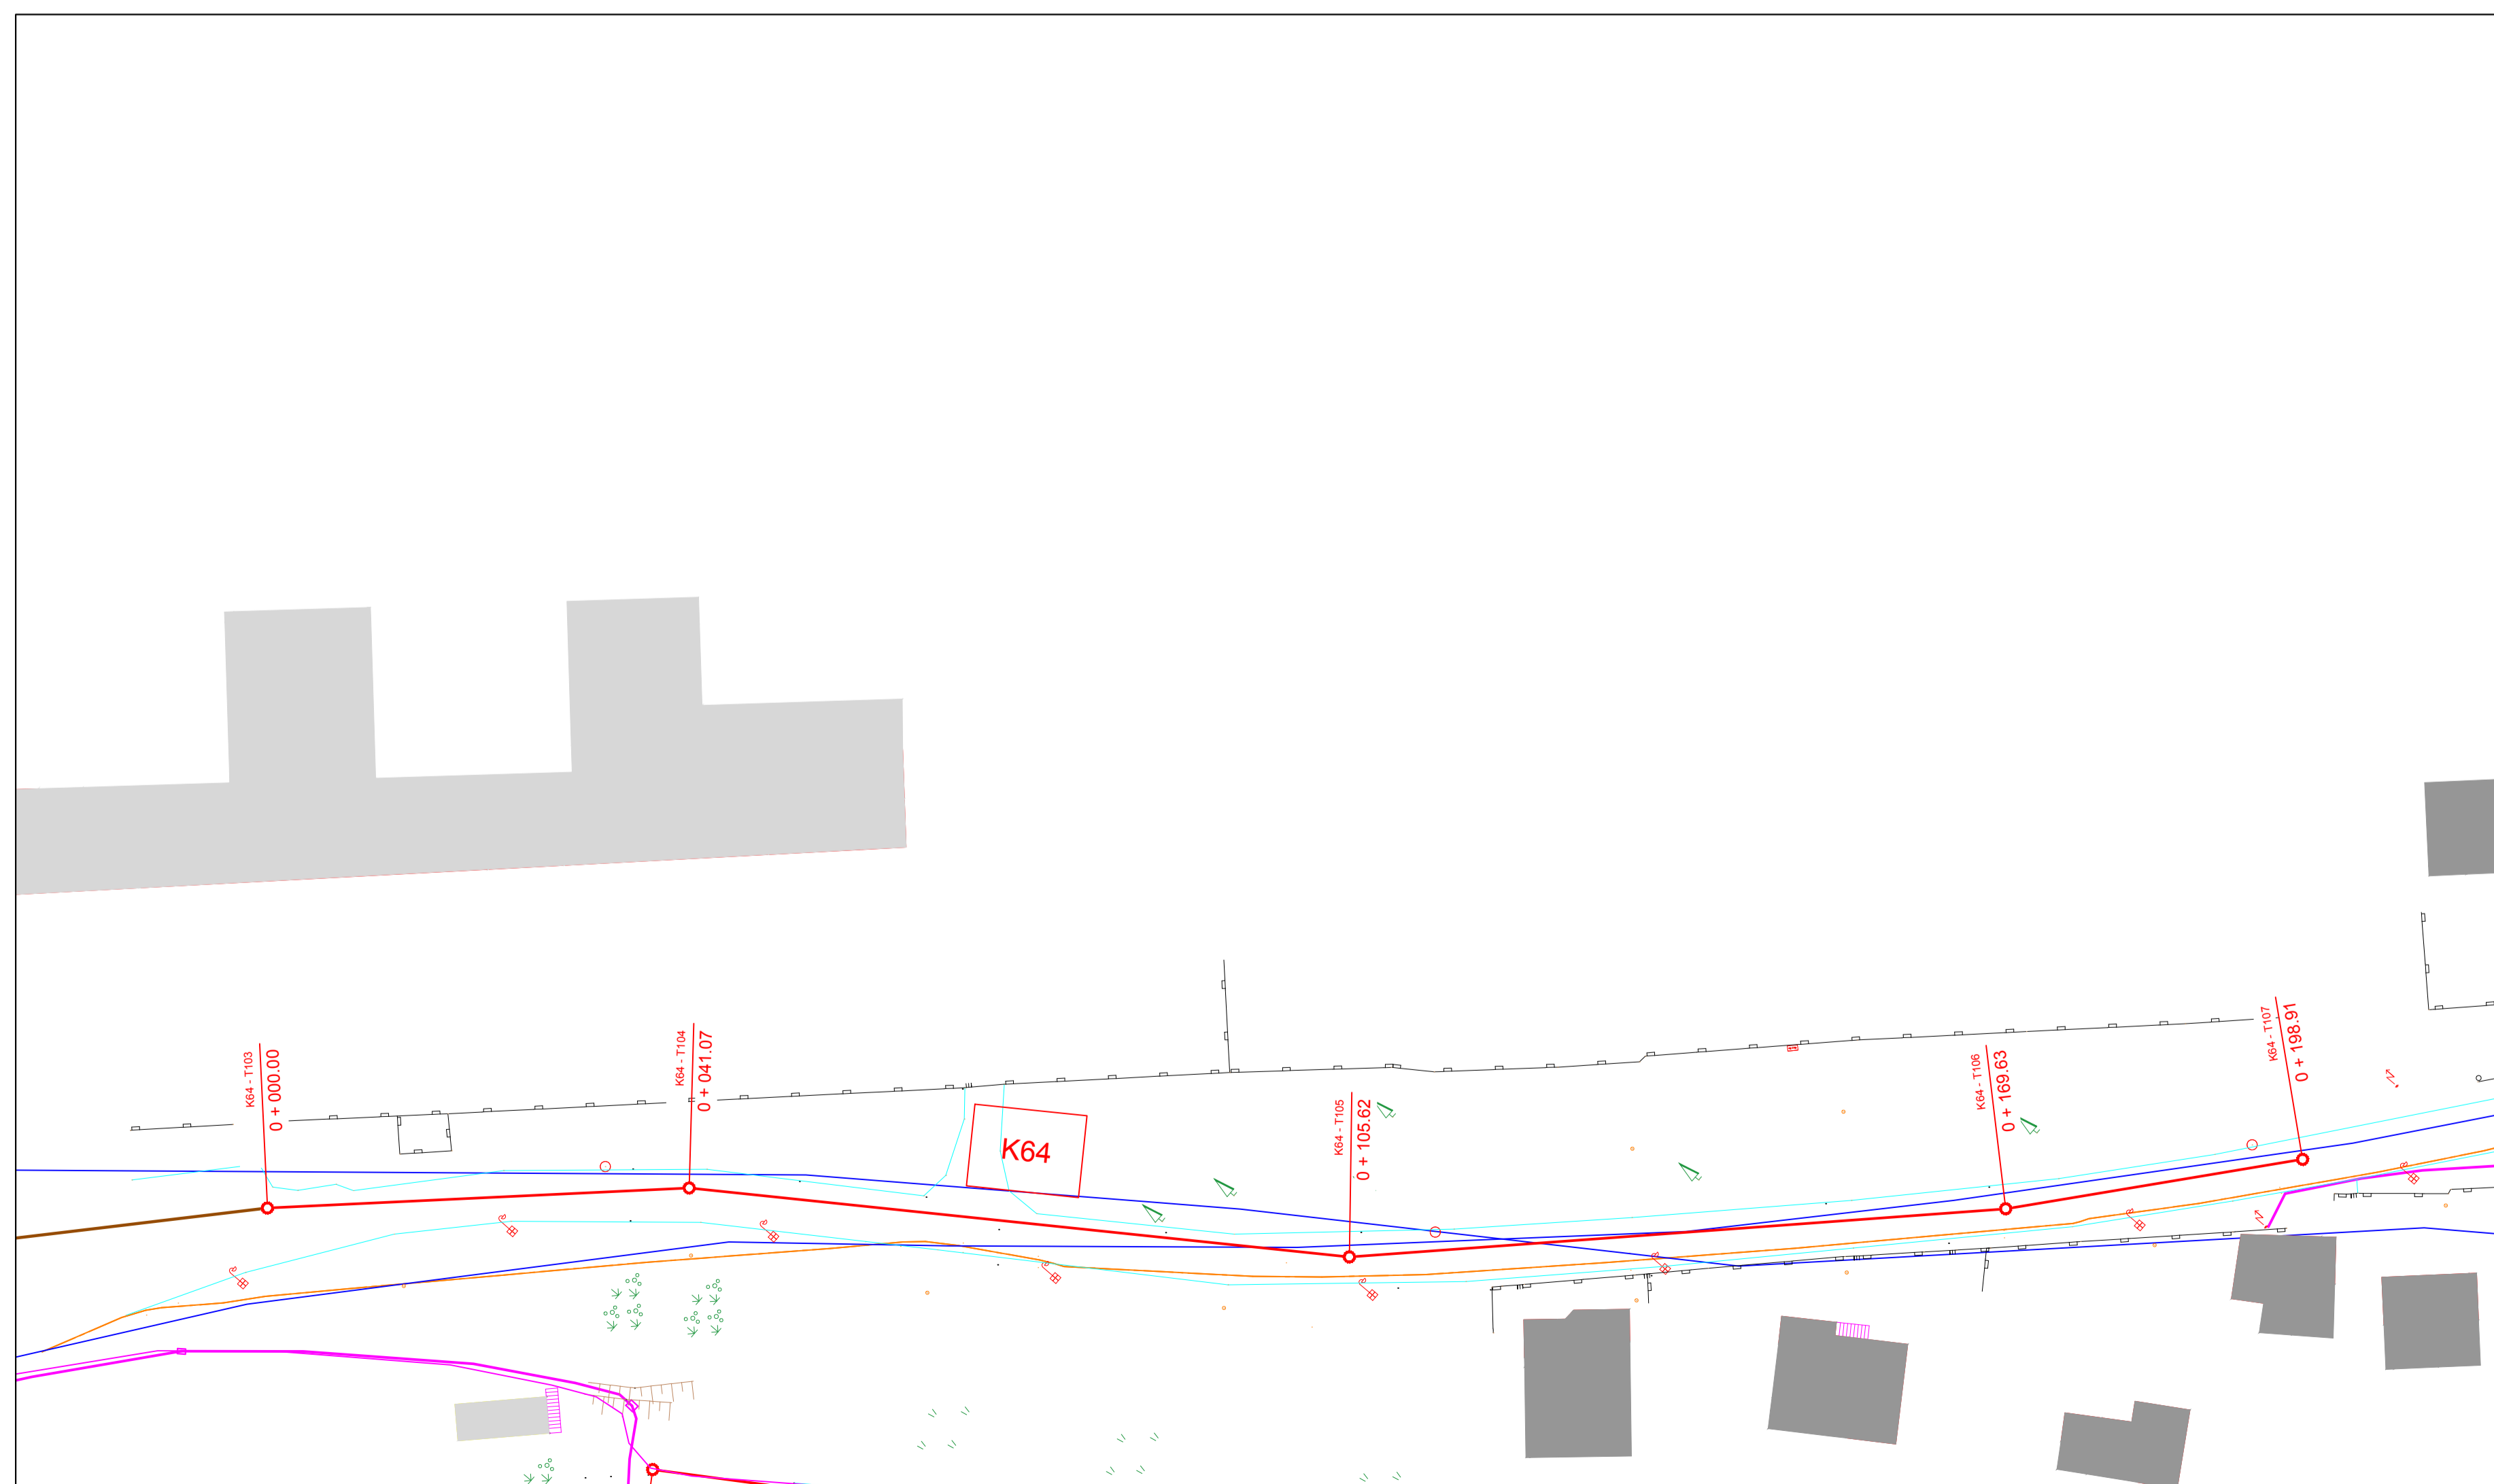 K64 - T103
0 + 000.00
K64 - T104
0 + 041.07
K64
K64 - T105
0 + 105.62
K64 - T106
0 + 169.63
K64 - T107
0 + 198.91